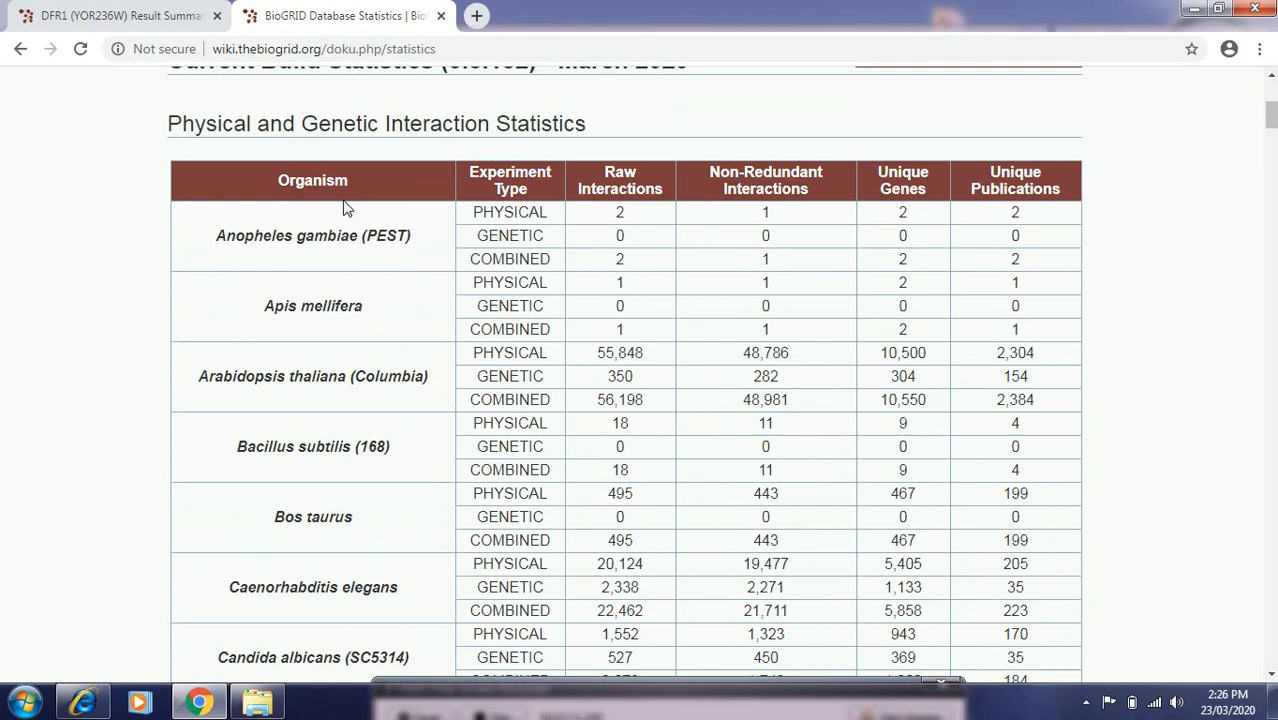 DFR1 (YOR236W) Result Summar
BioGRID Database Statistics | Bio
Not secure wiki.thebiogrid.org/doku.php/statistics
Physical and Genetic Interaction Statistics
Organism Experiment Type Raw Interactions Non-Redundant Interactions Unique Genes Unique Publications
Anopheles gambiae (PEST) PHYSICAL 2 1 2 2
GENETIC 0 0 0 0
COMBINED 2 1 2 2
Apis mellifera PHYSICAL 1 1 2 1
GENETIC 0 0 0 0
COMBINED 1 1 2 1
Arabidopsis thaliana (Columbia) PHYSICAL 55,848 48,786 10,500 2,304
GENETIC 350 282 304 154
COMBINED 56,198 48,981 10,550 2,384
Bacillus subtilis (168) PHYSICAL 18 11 9 4
GENETIC 0 0 0 0
COMBINED 18 11 9 4
Bos taurus PHYSICAL 495 443 467 199
GENETIC 0 0 0 0
COMBINED 495 443 467 199
Caenorhabditis elegans PHYSICAL 20,124 19,477 5,405 205
GENETIC 2,338 2,271 1,133 35
COMBINED 22,462 21,711 5,858 223
Candida albicans (SC5314) PHYSICAL 1,552 1,323 943 170
GENETIC 527 450 369 35
184
2:26 PM
23/03/2020